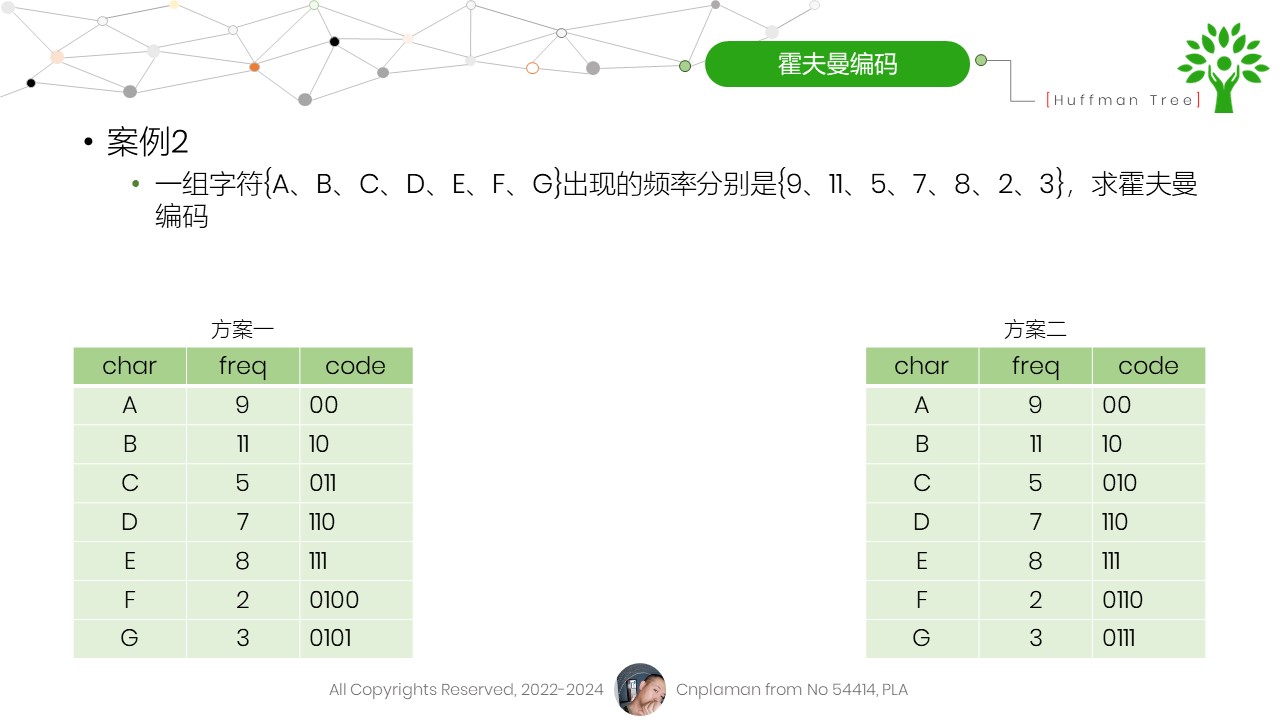 霍夫曼编码
[Huffman Tree]
• 案例2
• 一组字符{A、B、C、D、E、F、G}出现的频率分别是{9、11、5、7、8、2、3}，求霍夫曼
编码
方案一
char freq code
A 9 00
B 11 10
C 5 011
D 7 110
E 8 111
F 2 0100
G 3 0101
方案二
char freq code
A 9 00
B 11 10
C 5 010
D 7 110
E 8 111
F 2 0110
G 3 0111
All Copyrights Reserved, 2022-2024 Cnplaman from No 54414, PLA